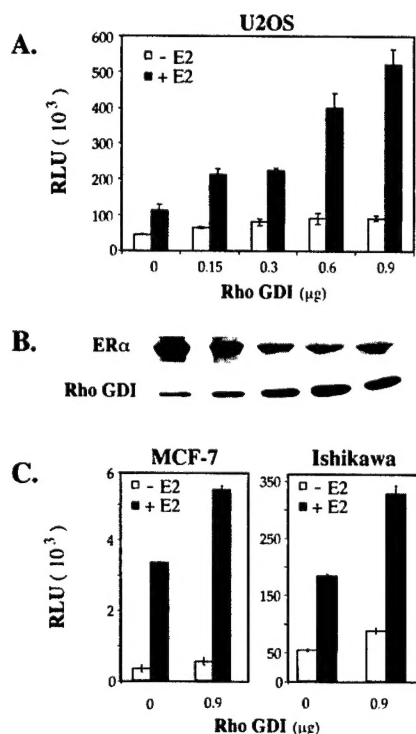 U2OS
A.
RLU ( 10³ )
600
500
400
300
200
100
0
- E2
+ E2
0 0.15 0.3 0.6 0.9
Rho GDI (µg)
B.
ERα
Rho GDI
C.
MCF-7
RLU ( 10³ )
6
4
2
0
- E2
+ E2
0 0.9
Ishikawa
350
250
150
50
0
- E2
+ E2
0 0.9
Rho GDI (µg)